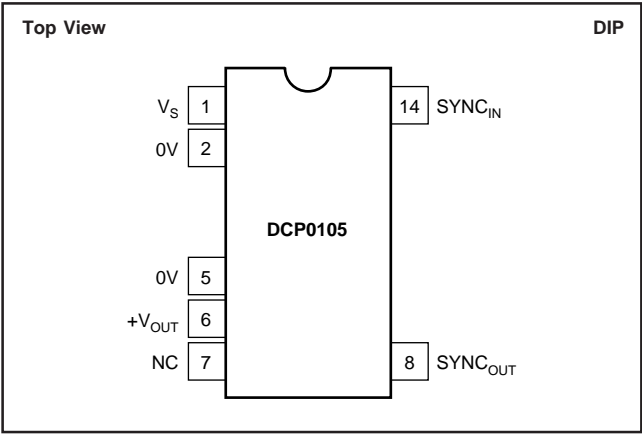 Top View
DIP
V_S 1
14 SYNC_IN
0V 2
DCP0105
0V 5
+V_OUT 6
NC 7
8 SYNC_OUT